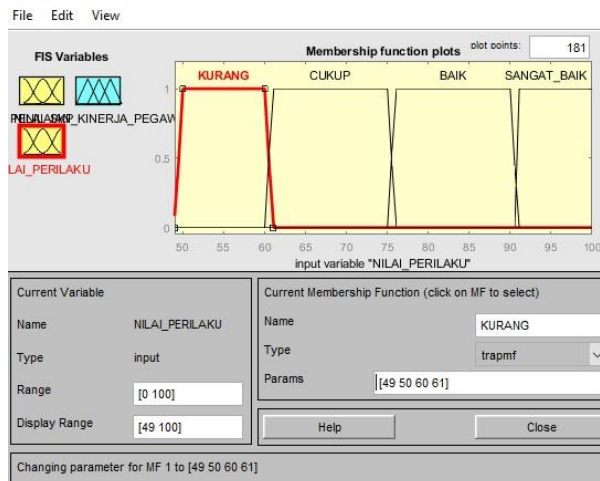 File Edit View
FIS Variables
KINERJA_PEGAW
LAI_PERILAKU
Membership function plots
plot points:
181
KURANG CUKUP BAIK SANGAT_BAIK
1
0.5
0
50 55 60 65 70 75 80 85 90 95 100
input variable "NILAI_PERILAKU"
Current Variable
Name NILAI_PERILAKU
Type input
Range [0 100]
Display Range [49 100]
Current Membership Function (click on MF to select)
Name KURANG
Type trapmf
Params [49 50 60 61]
Help Close
Changing parameter for MF 1 to [49 50 60 61]